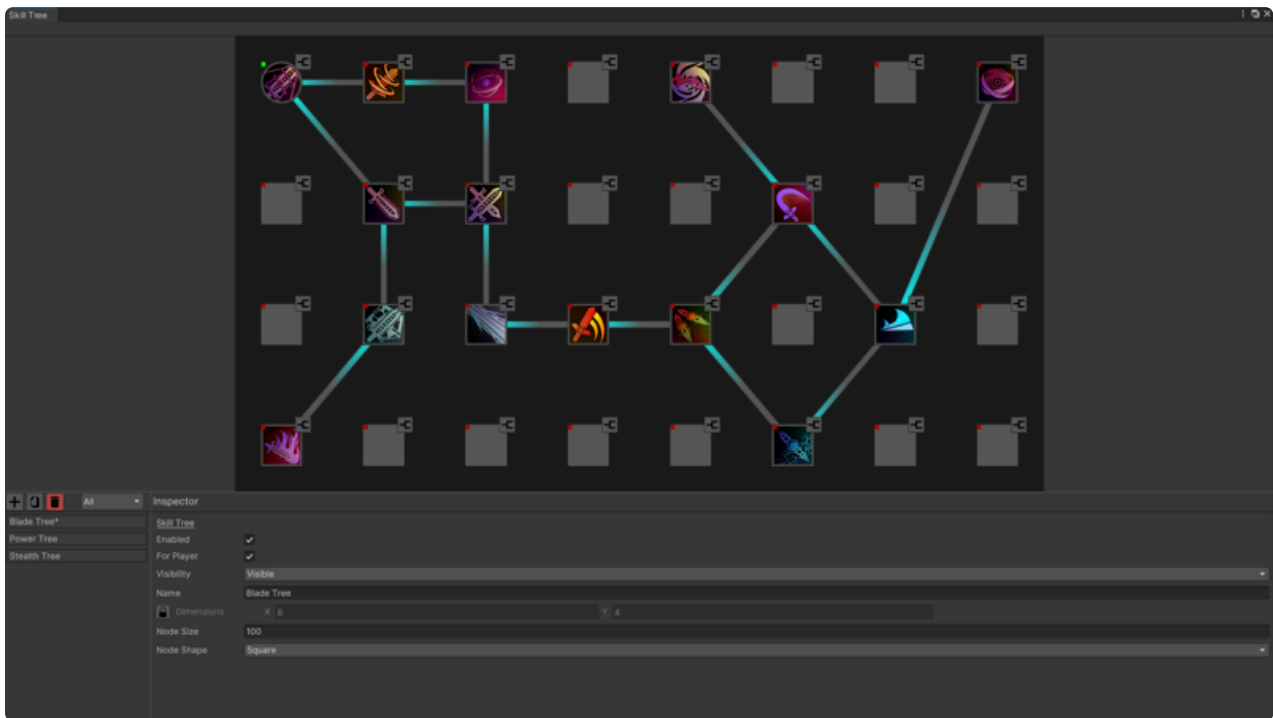 Skill Tree
All
Inspector
Blade Tree*
Power Tree
Stealth Tree
Skill Tree
Enabled
For Player
Visibility Visible
Name Blade Tree
Dimensions X 8 Y 4
Node Size 100
Node Shape Square